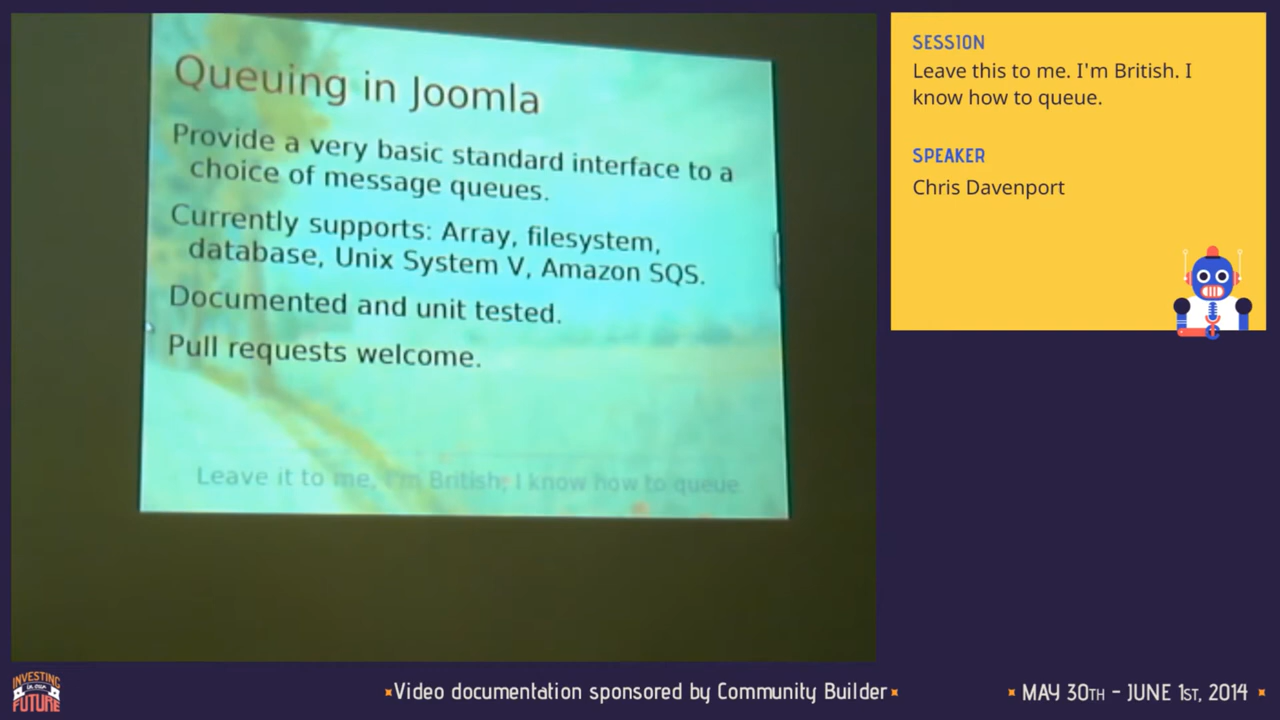 Queuing in Joomla
Provide a very basic standard interface to a
choice of message queues.
Currently supports: Array, filesystem,
database, Unix System V, Amazon SQS.
Documented and unit tested.
Pull requests welcome.
Leave it to me, I'm British, I know how to queue
SESSION
Leave this to me. I'm British. I
know how to queue.
SPEAKER
Chris Davenport
INVESTING
IN OUR
FUTURE
Video documentation sponsored by Community Builder
MAY 30TH - JUNE 1ST, 2014